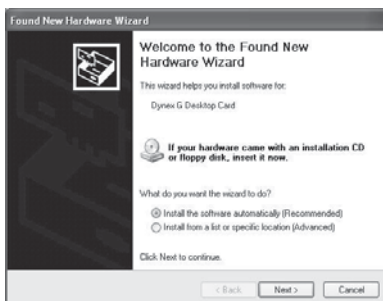 Found New Hardware Wizard
Welcome to the Found New
Hardware Wizard
This wizard helps you install software for:
Dynex G Desktop Card
If your hardware came with an installation CD
or floppy disk, insert it now.
What do you want the wizard to do?
Install the software automatically (Recommended)
Install from a list or specific location (Advanced)
Click Next to continue.
< Back Next > Cancel